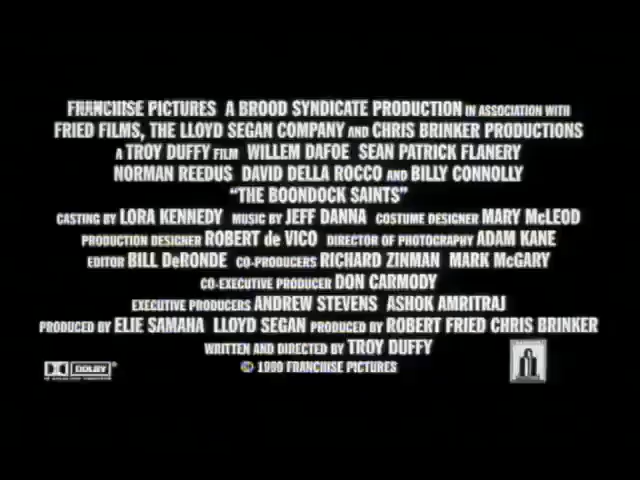 FRANCHISE PICTURES A BROOD SYNDICATE PRODUCTION IN ASSOCIATION WITH
FRIED FILMS, THE LLOYD SEGAN COMPANY AND CHRIS BRINKER PRODUCTIONS
A TROY DUFFY FILM WILLEM DAFOE SEAN PATRICK FLANERY
NORMAN REEDUS DAVID DELLA ROCCO AND BILLY CONNOLLY
"THE BOONDOCK SAINTS"
CASTING BY LORA KENNEDY MUSIC BY JEFF DANNA COSTUME DESIGNER MARY McLEOD
PRODUCTION DESIGNER ROBERT de VICO DIRECTOR OF PHOTOGRAPHY ADAM KANE
EDITOR BILL DeRONDE CO-PRODUCERS RICHARD ZINMAN MARK McGARY
CO-EXECUTIVE PRODUCER DON CARMODY
EXECUTIVE PRODUCERS ANDREW STEVENS ASHOK AMRITRAJ
PRODUCED BY ELIE SAMAHA LLOYD SEGAN PRODUCED BY ROBERT FRIED CHRIS BRINKER
WRITTEN AND DIRECTED BY TROY DUFFY
DOLBY
© FRANCHISE PICTURES